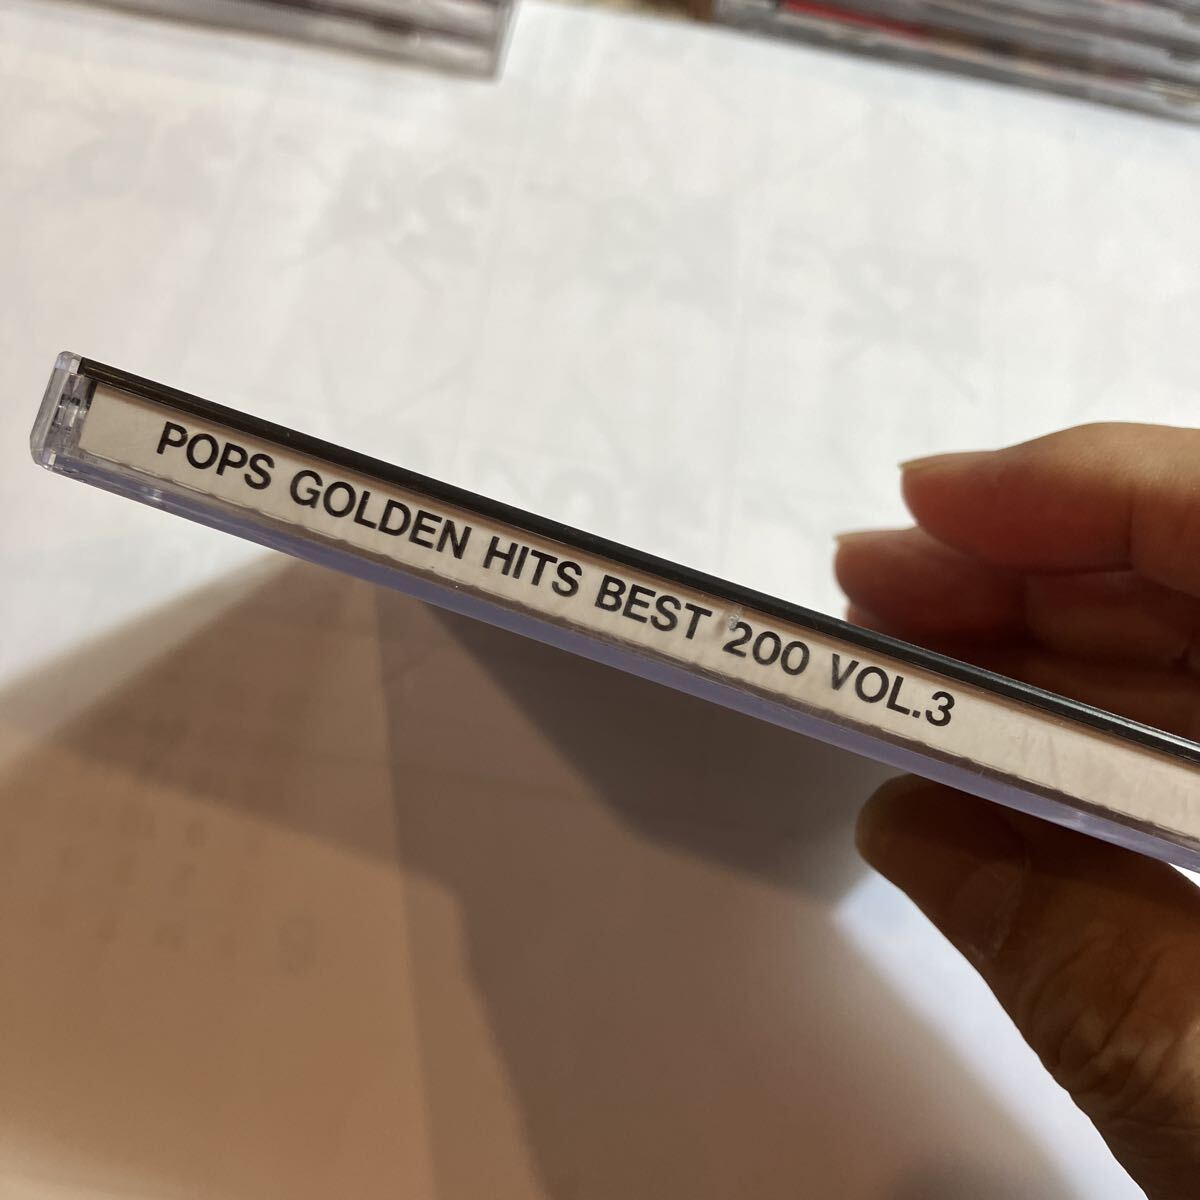 POPS GOLDEN HITS BEST 200 VOL.3